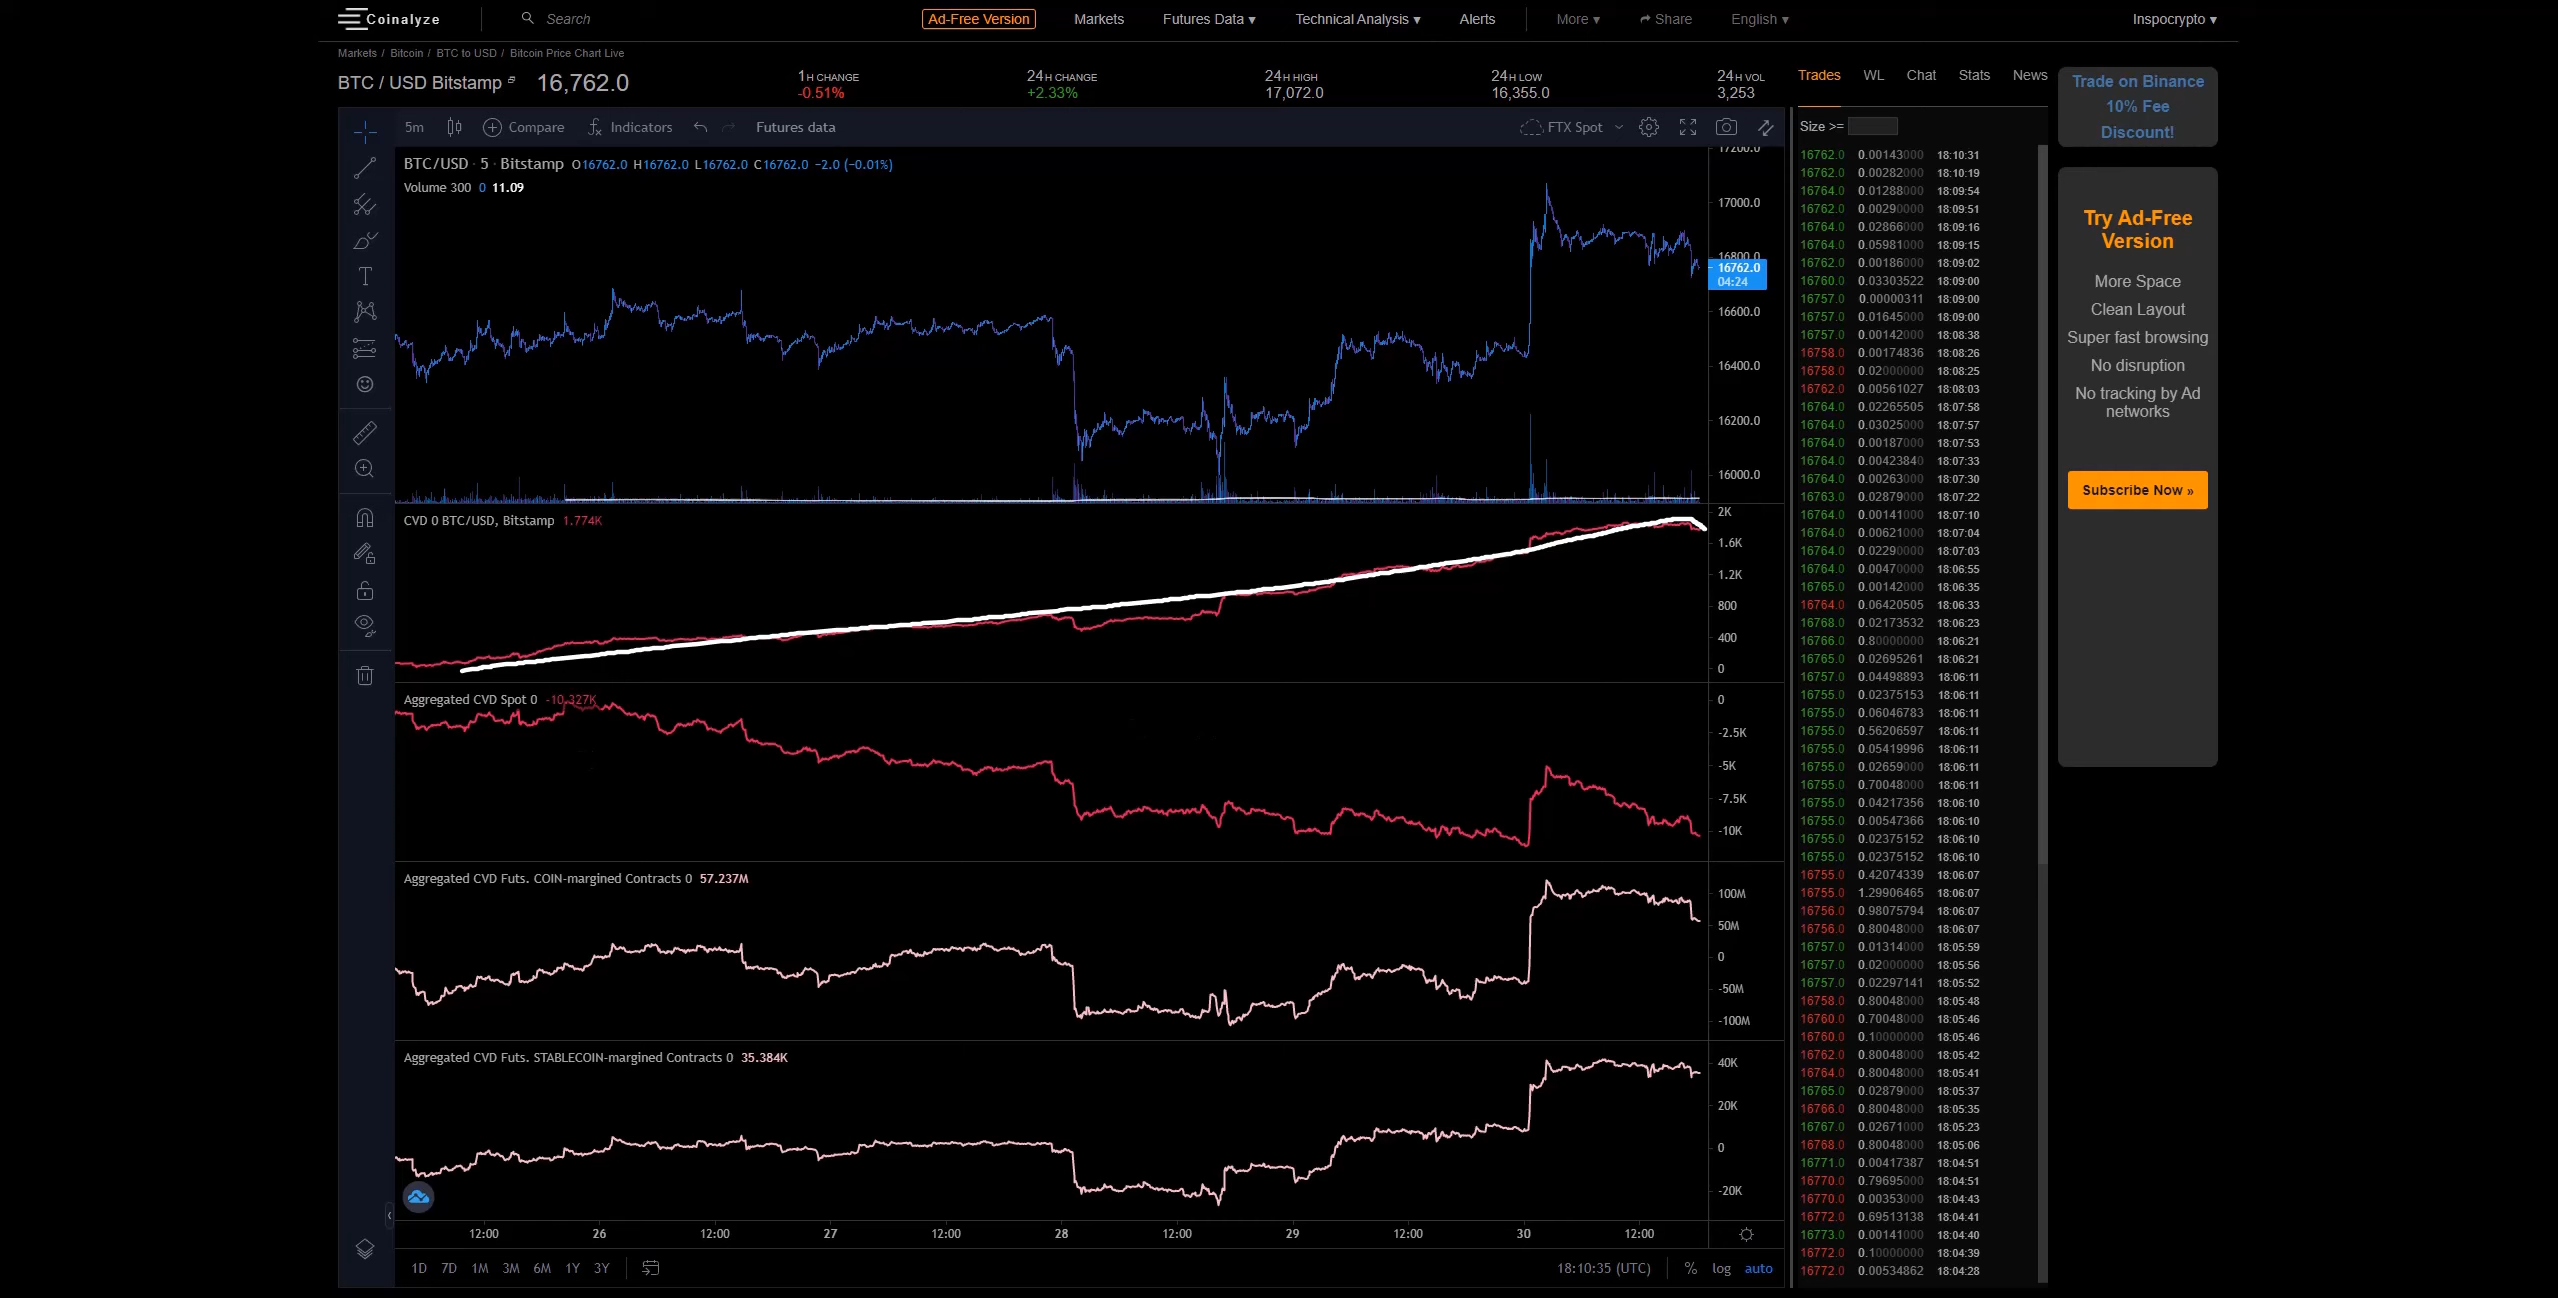 Coinalyze
Search
Ad-Free Version
Markets
Futures Data ▾
Technical Analysis ▾
Alerts
More ▾
Share
English ▾
Inspocrypto ▾
Markets / Bitcoin / BTC to USD / Bitcoin Price Chart Live
BTC / USD Bitstamp
16,762.0
1H CHANGE
-0.51%
24H CHANGE
+2.33%
24H HIGH
17,072.0
24H LOW
16,355.0
24H VOL
3,253
5m
Compare
Indicators
Futures data
FTX Spot
BTC/USD · 5 · Bitstamp O16762.0 H16762.0 L16762.0 C16762.0 −2.0 (−0.01%)
Volume 300 0 11.09
17200.0
17000.0
16800.0
16762.0
04:24
16600.0
16400.0
16200.0
16000.0
CVD 0 BTC/USD, Bitstamp 1.774K
2K
1.6K
1.2K
800
400
0
Aggregated CVD Spot 0 -10.327K
0
-2.5K
-5K
-7.5K
-10K
Aggregated CVD Futs. COIN-margined Contracts 0 57.237M
100M
50M
0
-50M
-100M
Aggregated CVD Futs. STABLECOIN-margined Contracts 0 35.384K
40K
20K
0
-20K
12:00 26 12:00 27 12:00 28 12:00 29 12:00 30 12:00
1D 7D 1M 3M 6M 1Y 3Y
18:10:35 (UTC) % log auto
Trades WL Chat Stats News
Size >=
16762.0 0.00143000 18:10:31
16762.0 0.00282000 18:10:19
16764.0 0.01288000 18:09:54
16762.0 0.00290000 18:09:51
16764.0 0.02866000 18:09:16
16764.0 0.05981000 18:09:15
16762.0 0.00186000 18:09:02
16760.0 0.03303522 18:09:00
16757.0 0.00000311 18:09:00
16757.0 0.01645000 18:09:00
16757.0 0.00142000 18:08:38
16758.0 0.00174836 18:08:26
16758.0 0.02000000 18:08:25
16762.0 0.00561027 18:08:03
16764.0 0.02265505 18:07:58
16764.0 0.03025000 18:07:57
16764.0 0.00187000 18:07:53
16764.0 0.00423840 18:07:33
16764.0 0.00263000 18:07:30
16763.0 0.02879000 18:07:22
16764.0 0.00141000 18:07:10
16764.0 0.00621000 18:07:04
16764.0 0.02290000 18:07:03
16764.0 0.00470000 18:06:55
16765.0 0.00142000 18:06:35
16764.0 0.06420505 18:06:33
16768.0 0.02173532 18:06:23
16766.0 0.80000000 18:06:21
16765.0 0.02695261 18:06:21
16757.0 0.04498893 18:06:11
16755.0 0.02375153 18:06:11
16755.0 0.06046783 18:06:11
16755.0 0.56206597 18:06:11
16755.0 0.05419996 18:06:11
16755.0 0.02659000 18:06:11
16755.0 0.70048000 18:06:11
16755.0 0.04217356 18:06:10
16755.0 0.00547366 18:06:10
16755.0 0.02375152 18:06:10
16755.0 0.02375152 18:06:10
16755.0 0.42074339 18:06:07
16755.0 1.29906465 18:06:07
16756.0 0.98075794 18:06:07
16756.0 0.80048000 18:06:07
16757.0 0.01314000 18:05:59
16757.0 0.02000000 18:05:56
16757.0 0.02297141 18:05:52
16758.0 0.80048000 18:05:48
16760.0 0.70048000 18:05:46
16760.0 0.10000000 18:05:46
16762.0 0.80048000 18:05:42
16764.0 0.80048000 18:05:41
16765.0 0.02879000 18:05:37
16766.0 0.80048000 18:05:35
16767.0 0.02671000 18:05:23
16768.0 0.80048000 18:05:06
16771.0 0.00417387 18:04:51
16770.0 0.79695000 18:04:51
16770.0 0.00353000 18:04:43
16772.0 0.69513138 18:04:41
16773.0 0.00141000 18:04:40
16772.0 0.10000000 18:04:39
16772.0 0.00534862 18:04:28
Trade on Binance
10% Fee
Discount!
Try Ad-Free
Version
More Space
Clean Layout
Super fast browsing
No disruption
No tracking by Ad
networks
Subscribe Now »